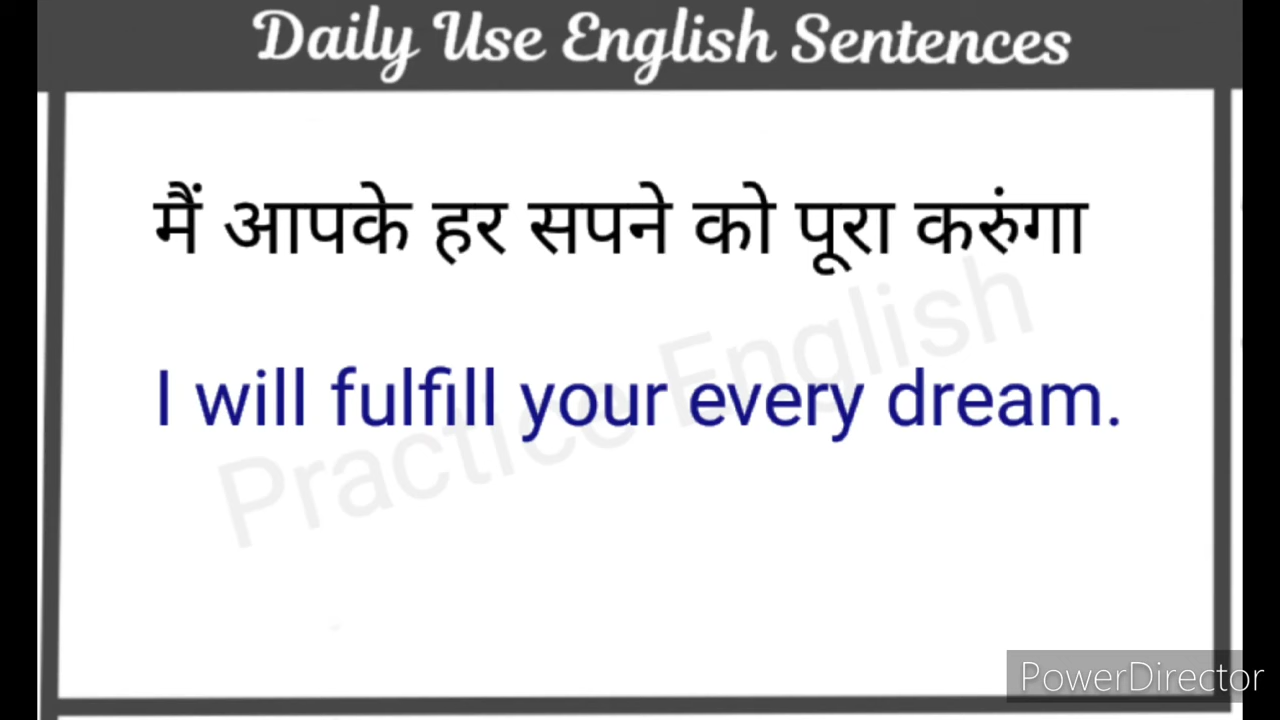 Daily Use English Sentences
मैं आपके हर सपने को पूरा करुंगा
I will fulfill your every dream.
Practice English
PowerDirector